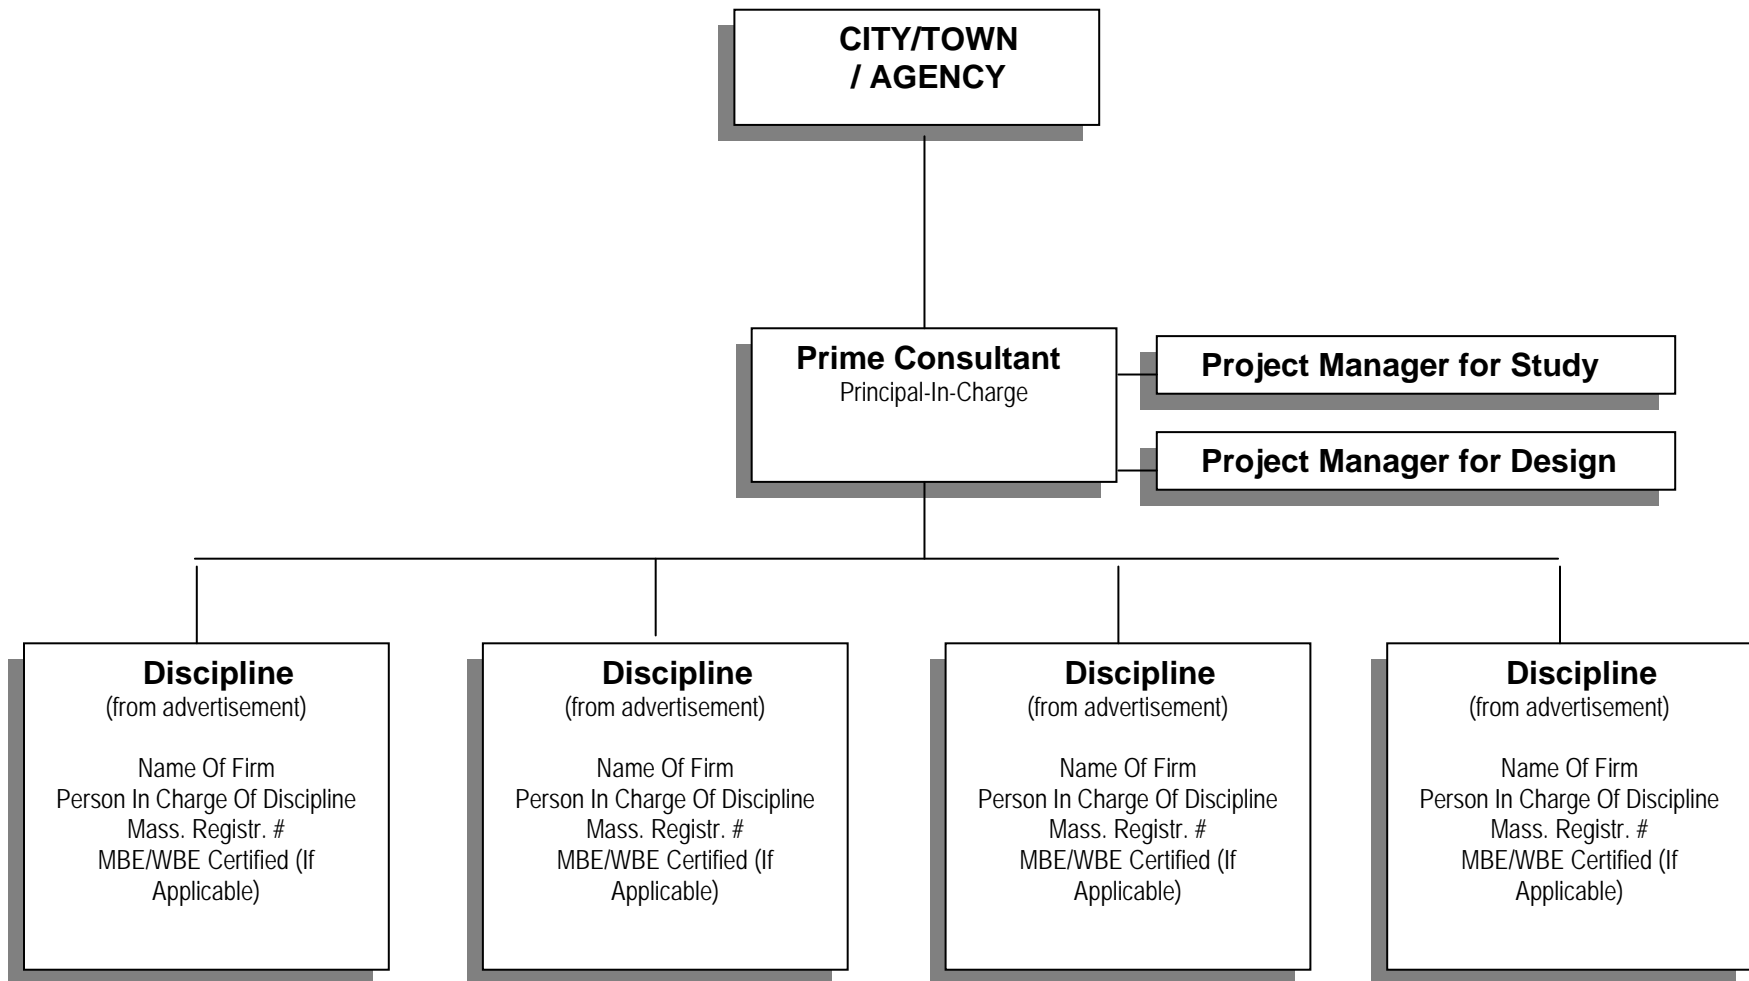 CITY/TOWN
/ AGENCY
Prime Consultant
Principal-In-Charge
Project Manager for Study
Project Manager for Design
Discipline
(from advertisement)
Name Of Firm
Person In Charge Of Discipline
Mass. Registr. #
MBE/WBE Certified (If
Applicable)
Discipline
(from advertisement)
Name Of Firm
Person In Charge Of Discipline
Mass. Registr. #
MBE/WBE Certified (If
Applicable)
Discipline
(from advertisement)
Name Of Firm
Person In Charge Of Discipline
Mass. Registr. #
MBE/WBE Certified (If
Applicable)
Discipline
(from advertisement)
Name Of Firm
Person In Charge Of Discipline
Mass. Registr. #
MBE/WBE Certified (If
Applicable)